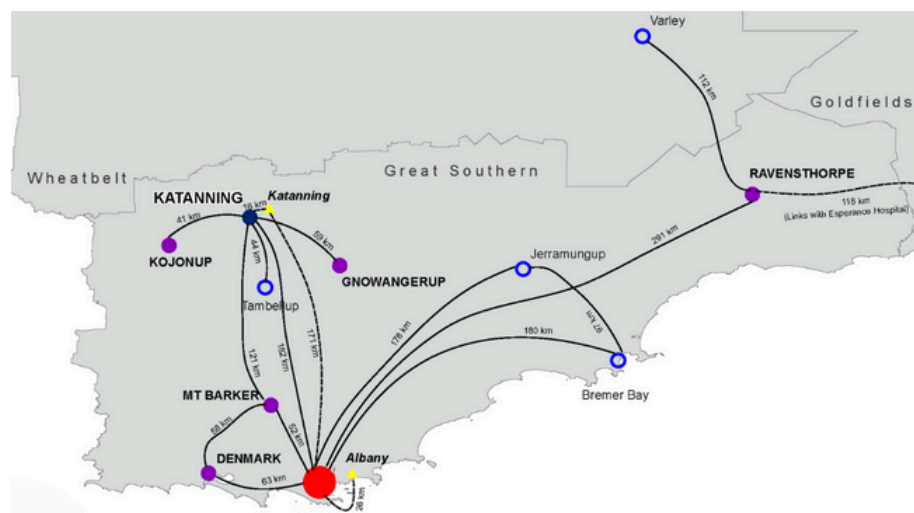 Varley
112 km
Goldfields
Wheatbelt
Great Southern
RAVENSTHORPE
KATANNING
Katanning
16 km
118 km
(Links with Esperance Hospital)
41 km
44 km
59 km
291 km
KOJONUP
Jerramungup
GNOWANGERUP
Tambellup
97 km
178 km
180 km
171 km
182 km
121 km
Bremer Bay
MT BARKER
58 km
52 km
DENMARK
Albany
63 km
26 km